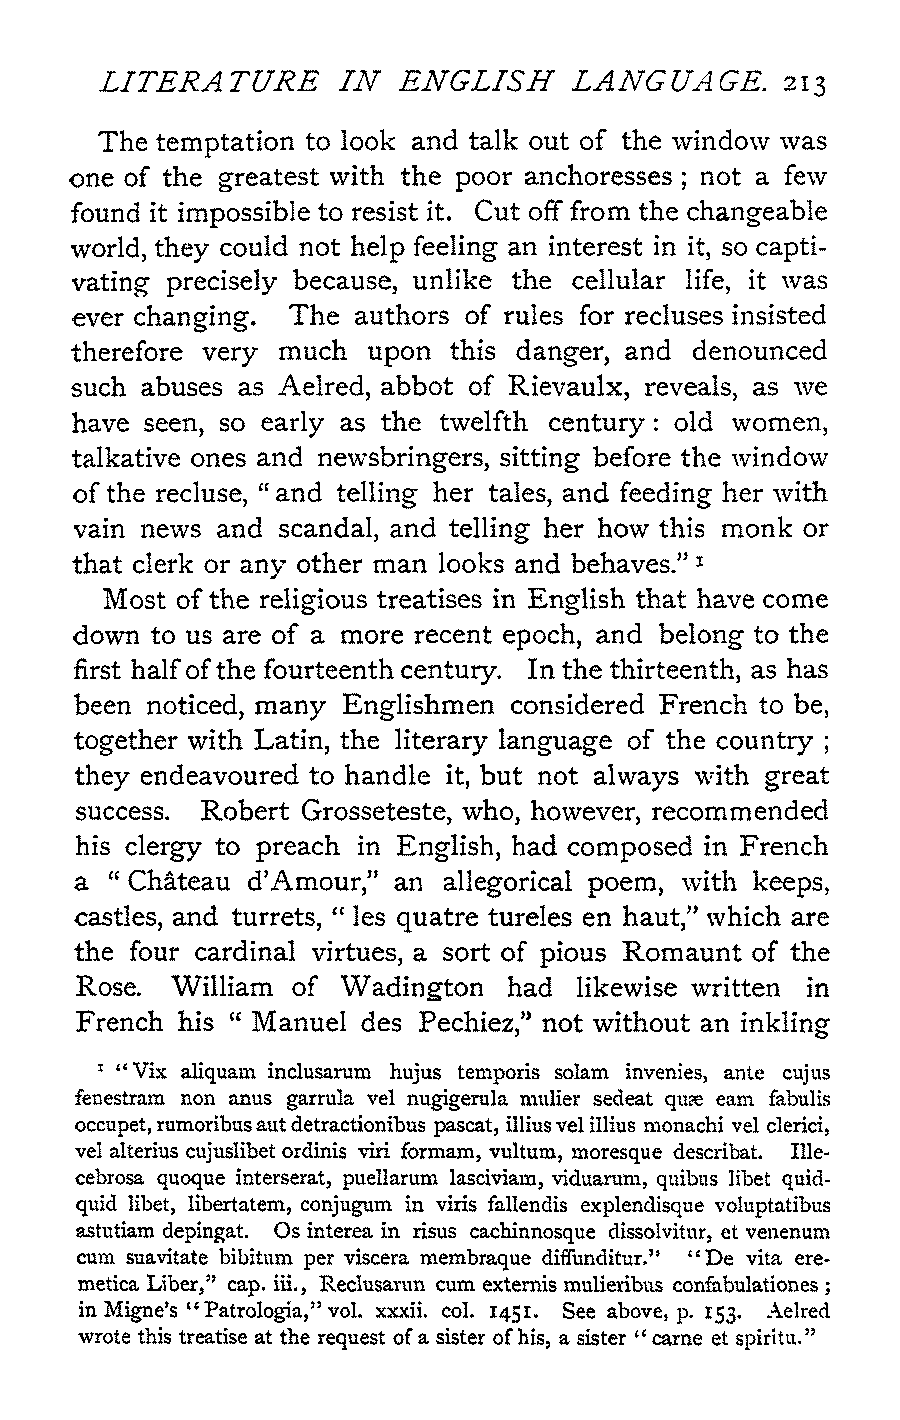 LITERATURE IN ENGLISH LANGUAGE. 213
The temptation to look and talk out of the window was
one of the greatest with the poor anchoresses ; not a few
found it impossible to resist it. Cut off from the changeable
world, they could not help feeling an interest in it, so capti-
vating precisely because, unlike the cellular life, it was
ever changing. The authors of rules for recluses insisted
therefore very much upon this danger, and denounced
such abuses as Aelred, abbot of Rievaulx, reveals, as we
have seen, so early as the twelfth century : old women,
talkative ones and newsbringers, sitting before the window
of the recluse, “ and telling her tales, and feeding her with
vain news and scandal, and telling her how this monk or
that clerk or any other man looks and behaves.” ¹
Most of the religious treatises in English that have come
down to us are of a more recent epoch, and belong to the
first half of the fourteenth century. In the thirteenth, as has
been noticed, many Englishmen considered French to be,
together with Latin, the literary language of the country ;
they endeavoured to handle it, but not always with great
success. Robert Grosseteste, who, however, recommended
his clergy to preach in English, had composed in French
a “ Château d’Amour,” an allegorical poem, with keeps,
castles, and turrets, “ les quatre tureles en haut,” which are
the four cardinal virtues, a sort of pious Romaunt of the
Rose. William of Wadington had likewise written in
French his “ Manuel des Pechiez,” not without an inkling
¹ “Vix aliquam inclusarum hujus temporis solam invenies, ante cujus
fenestram non anus garrula vel nugigerula mulier sedeat quæ eam fabulis
occupet, rumoribus aut detractionibus pascat, illius vel illius monachi vel clerici,
vel alterius cujuslibet ordinis viri formam, vultum, moresque describat. Ille-
cebrosa quoque interserat, puellarum lasciviam, viduarum, quibus libet quid-
quid libet, libertatem, conjugum in viris fallendis explendisque voluptatibus
astutiam depingat. Os interea in risus cachinnosque dissolvitur, et venenum
cum suavitate bibitum per viscera membraque diffunditur.” “De vita ere-
metica Liber,” cap. iii., Reclusarun cum externis mulieribus confabulationes ;
in Migne’s “Patrologia,” vol. xxxii. col. 1451. See above, p. 153. Aelred
wrote this treatise at the request of a sister of his, a sister “carne et spiritu.”